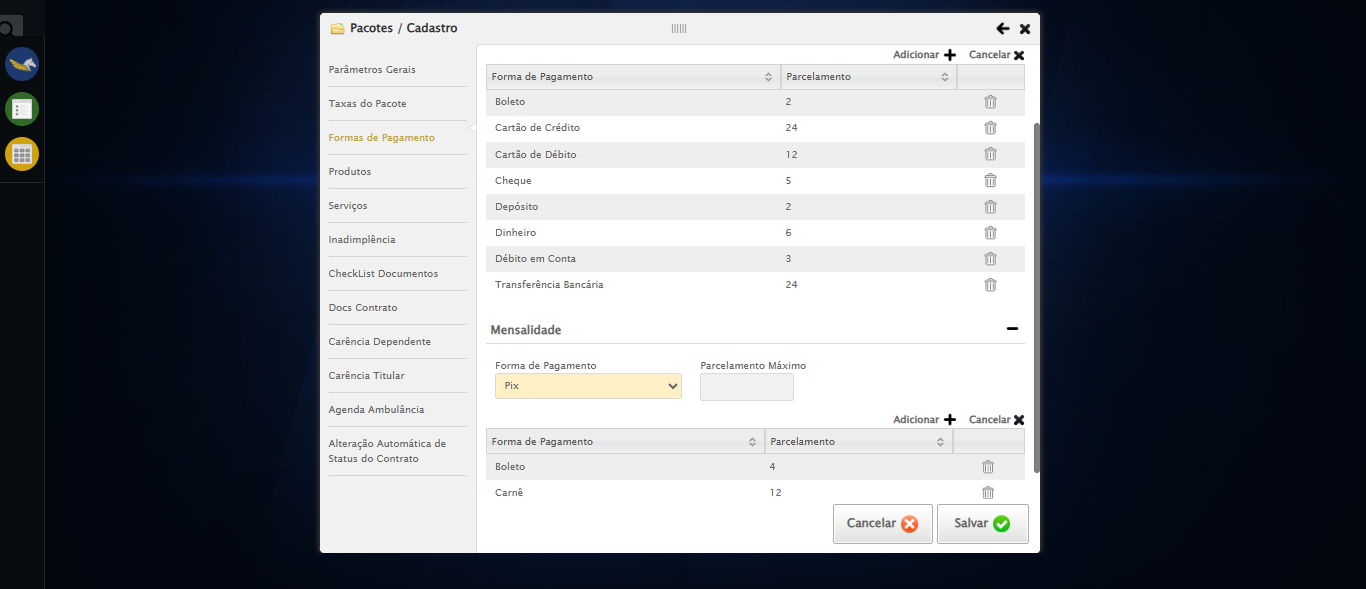 Pacotes / Cadastro
Parâmetros Gerais
Taxas do Pacote
Formas de Pagamento
Produtos
Serviços
Inadimplência
CheckList Documentos
Docs Contrato
Carência Dependente
Carência Titular
Agenda Ambulância
Alteração Automática de
Status do Contrato
Adicionar Cancelar
Forma de Pagamento Parcelamento
Boleto 2
Cartão de Crédito 24
Cartão de Débito 12
Cheque 5
Depósito 2
Dinheiro 6
Débito em Conta 3
Transferência Bancária 24
Mensalidade
Forma de Pagamento Parcelamento Máximo
Pix
Adicionar Cancelar
Forma de Pagamento Parcelamento
Boleto 4
Carnê 12
Cancelar Salvar